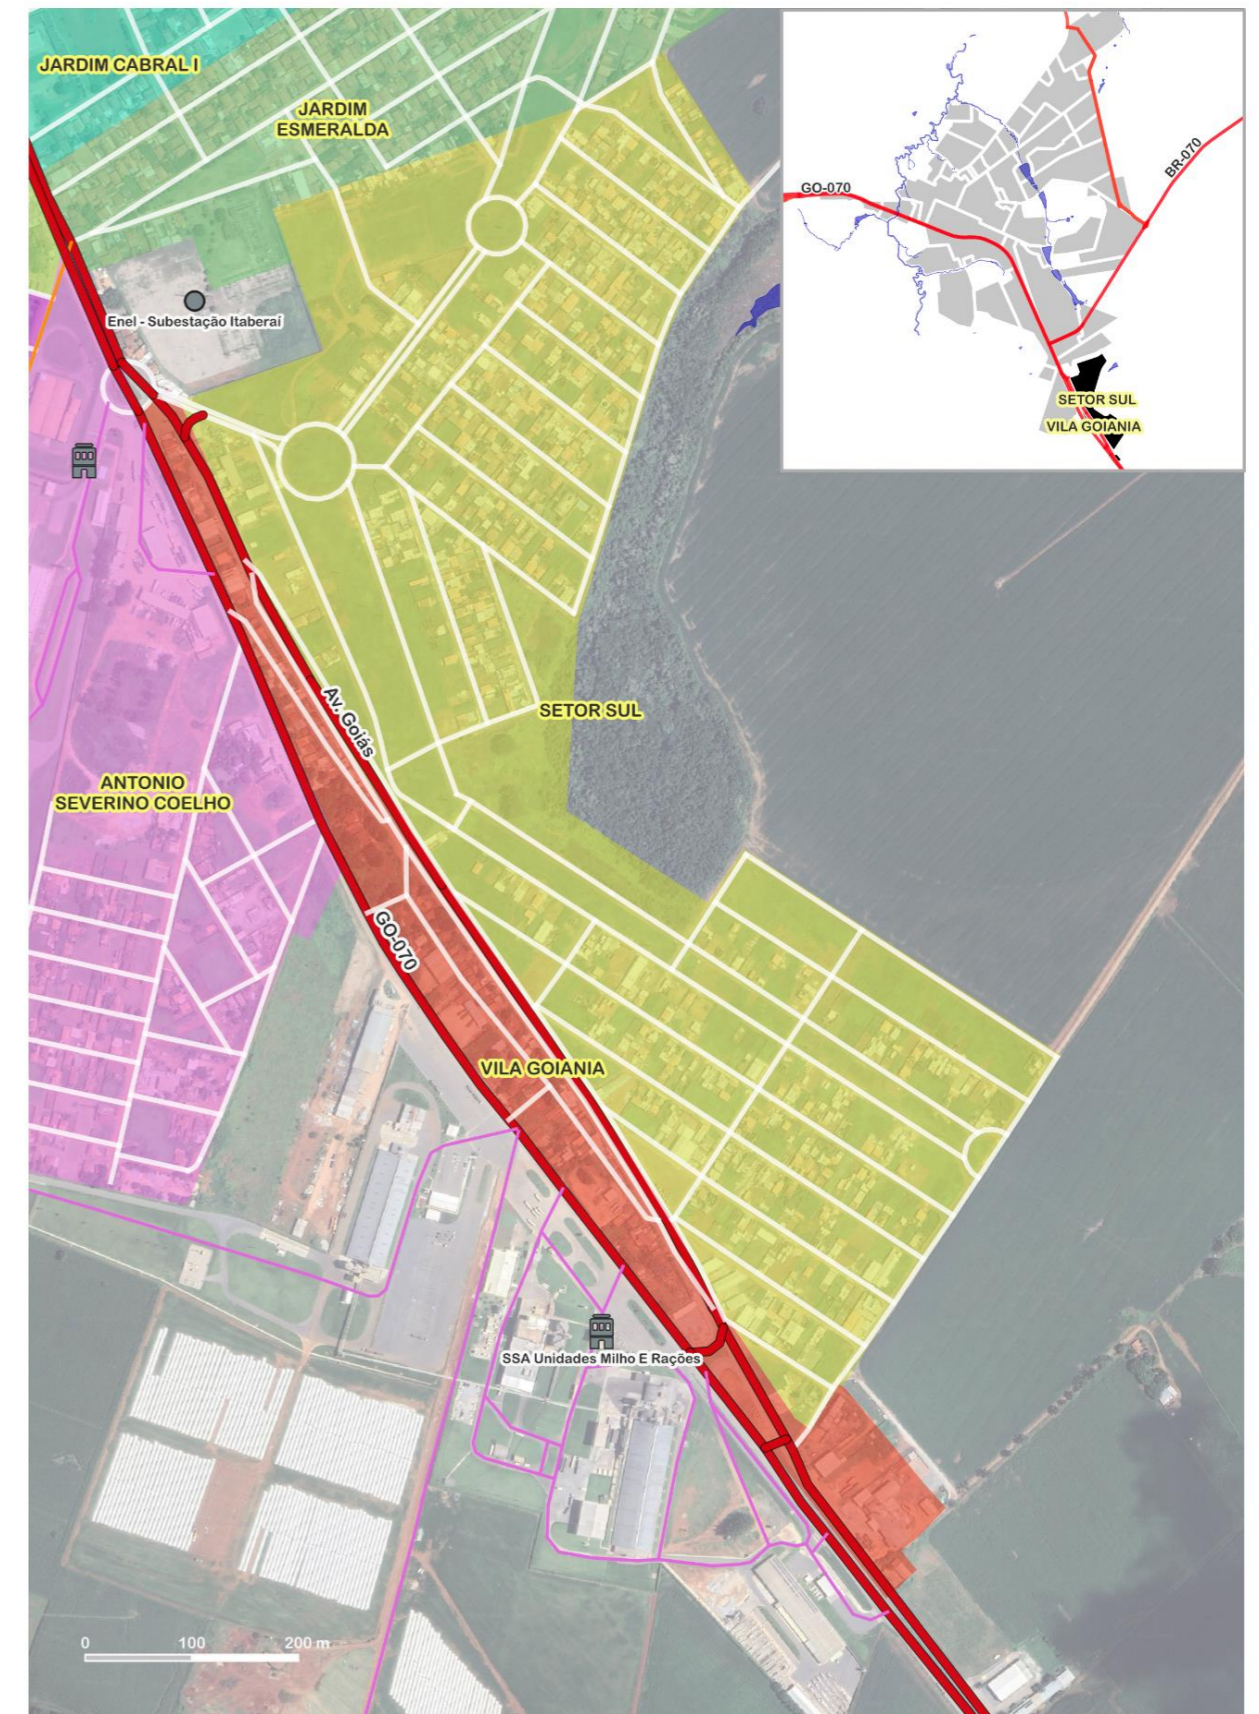 JARDIM CABRAL I
JARDIM
ESMERALDA
GO-070
BR-070
SETOR SUL
VILA GOIANIA
Enel - Subestação Itaberaí
Av. Goiás
SETOR SUL
ANTONIO
SEVERINO COELHO
GO-070
VILA GOIANIA
SSA Unidades Milho E Rações
0 100 200 m